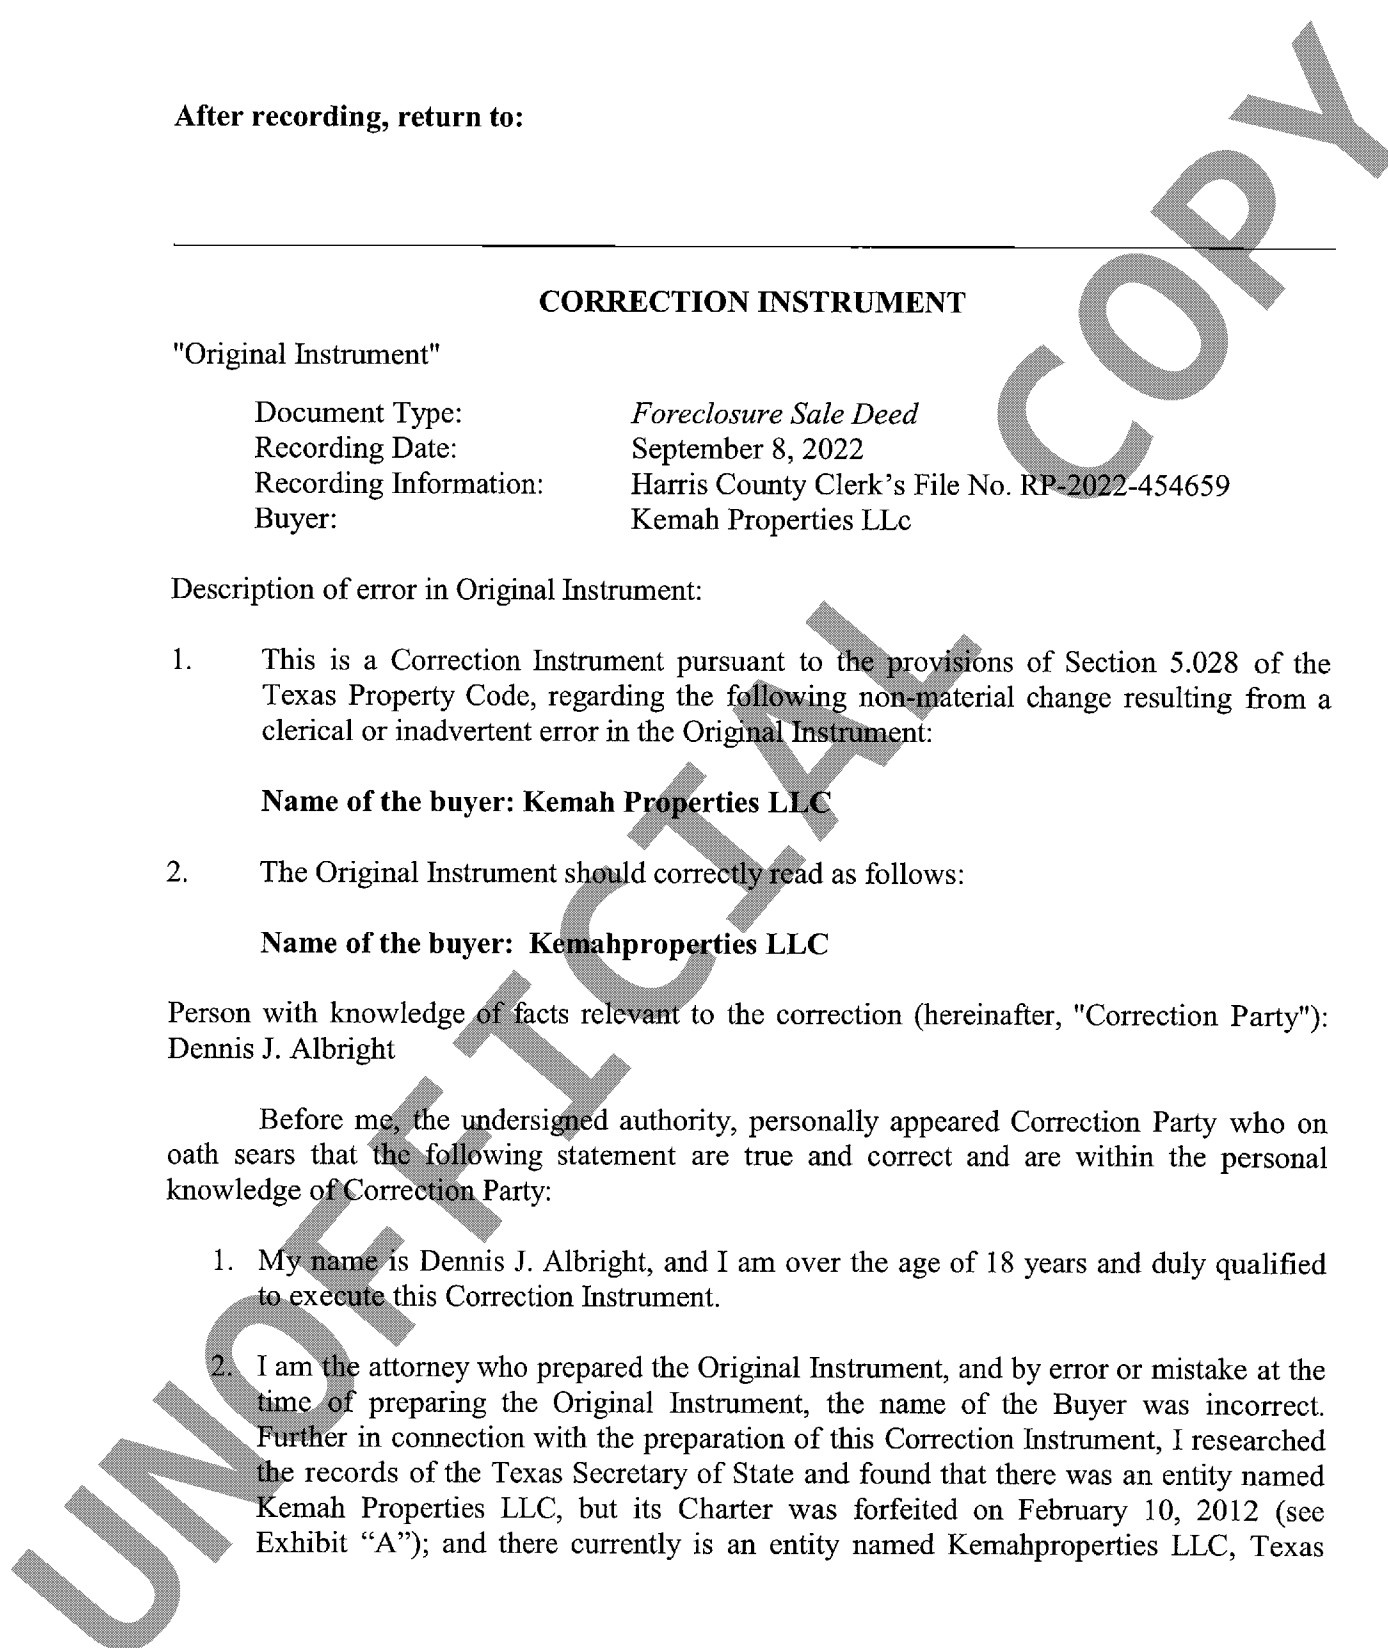 After recording, return to:
CORRECTION INSTRUMENT
"Original Instrument"
Document Type: Foreclosure Sale Deed
Recording Date: September 8, 2022
Recording Information: Harris County Clerk's File No. RP-2022-454659
Buyer: Kemah Properties LLc
Description of error in Original Instrument:
1. This is a Correction Instrument pursuant to the provisions of Section 5.028 of the
Texas Property Code, regarding the following non-material change resulting from a
clerical or inadvertent error in the Original Instrument:
Name of the buyer: Kemah Properties LLC
2. The Original Instrument should correctly read as follows:
Name of the buyer: Kemahproperties LLC
Person with knowledge of facts relevant to the correction (hereinafter, "Correction Party"):
Dennis J. Albright
Before me, the undersigned authority, personally appeared Correction Party who on
oath sears that the following statement are true and correct and are within the personal
knowledge of Correction Party:
1. My name is Dennis J. Albright, and I am over the age of 18 years and duly qualified
to execute this Correction Instrument.
2. I am the attorney who prepared the Original Instrument, and by error or mistake at the
time of preparing the Original Instrument, the name of the Buyer was incorrect.
Further in connection with the preparation of this Correction Instrument, I researched
the records of the Texas Secretary of State and found that there was an entity named
Kemah Properties LLC, but its Charter was forfeited on February 10, 2012 (see
Exhibit “A”); and there currently is an entity named Kemahproperties LLC, Texas
UNOFFICIAL COPY